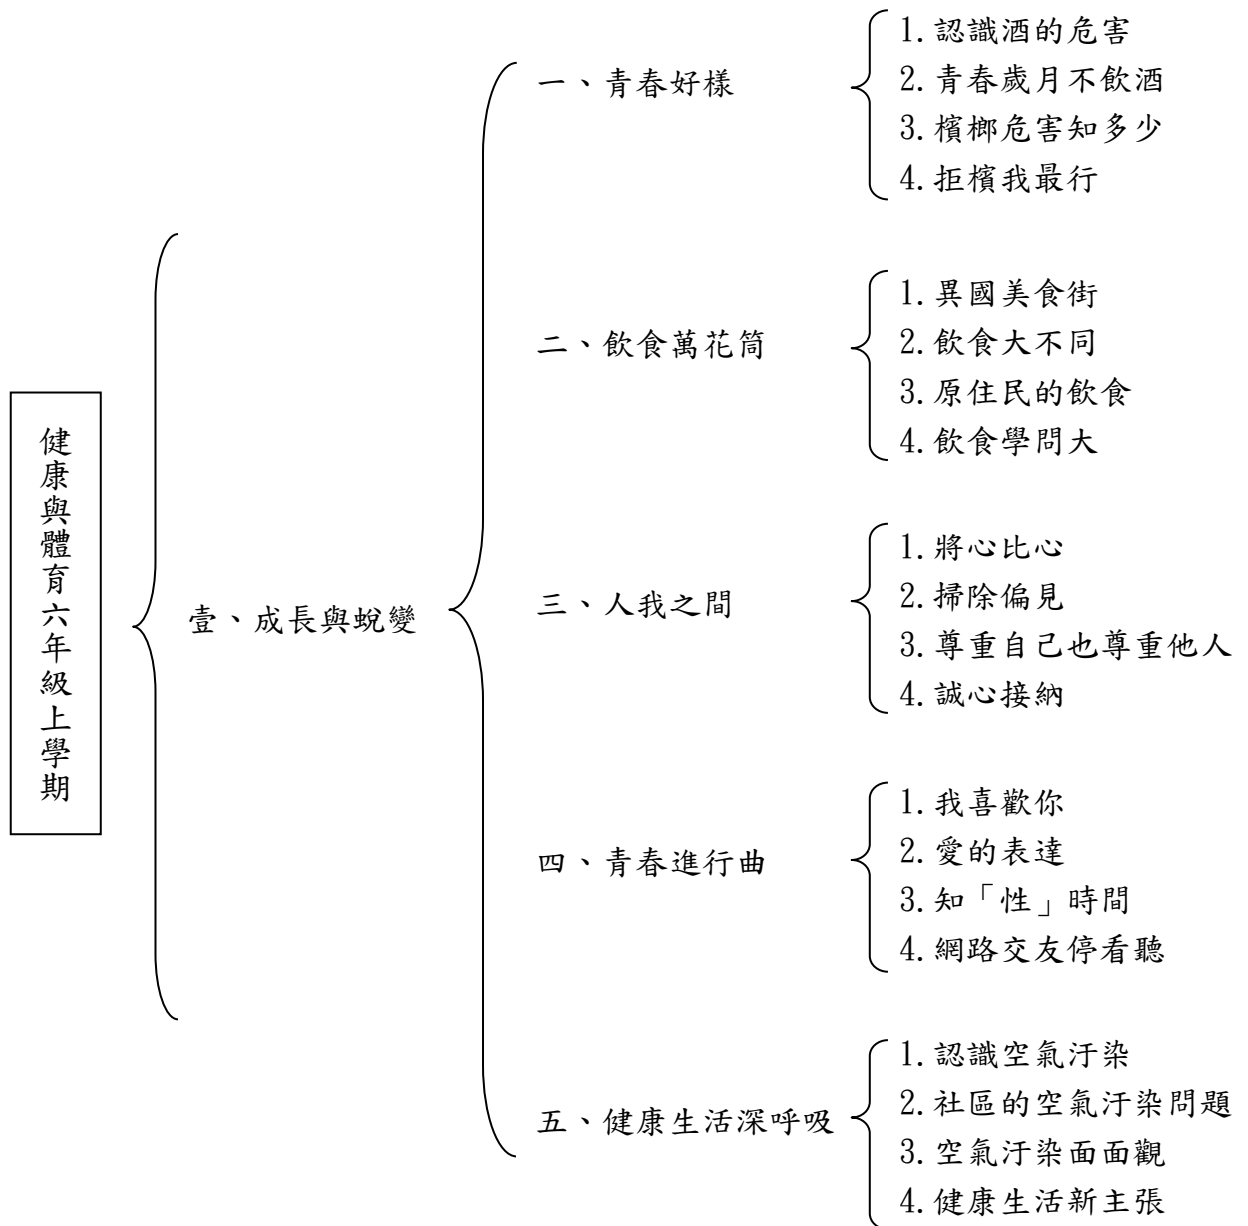 健康與體育六年級上學期
壹、成長與蛻變
一、青春好樣
1.認識酒的危害
2.青春歲月不飲酒
3.檳榔危害知多少
4.拒檳我最行
二、飲食萬花筒
1.異國美食街
2.飲食大不同
3.原住民的飲食
4.飲食學問大
三、人我之間
1.將心比心
2.掃除偏見
3.尊重自己也尊重他人
4.誠心接納
四、青春進行曲
1.我喜歡你
2.愛的表達
3.知「性」時間
4.網路交友停看聽
五、健康生活深呼吸
1.認識空氣汙染
2.社區的空氣汙染問題
3.空氣汙染面面觀
4.健康生活新主張